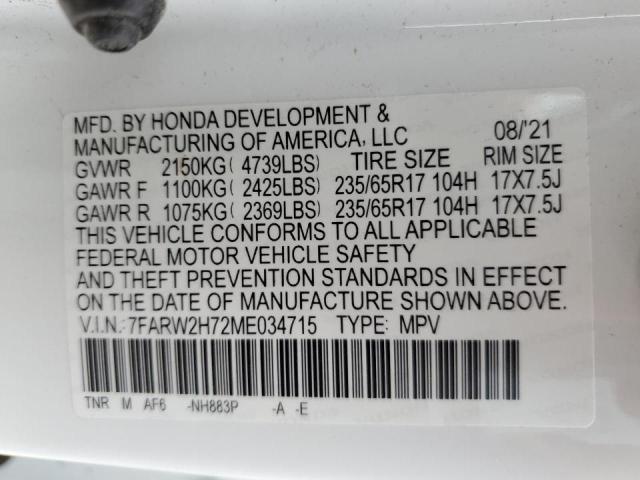 MFD. BY HONDA DEVELOPMENT &
MANUFACTURING OF AMERICA, LLC 08/'21
GVWR 2150KG( 4739LBS) TIRE SIZE RIM SIZE
GAWR F 1100KG( 2425LBS) 235/65R17 104H 17X7.5J
GAWR R 1075KG( 2369LBS) 235/65R17 104H 17X7.5J
THIS VEHICLE CONFORMS TO ALL APPLICABLE
FEDERAL MOTOR VEHICLE SAFETY
AND THEFT PREVENTION STANDARDS IN EFFECT
ON THE DATE OF MANUFACTURE SHOWN ABOVE.
V.I.N.:7FARW2H72ME034715 TYPE: MPV
TNR M AF6 -NH883P -A -E